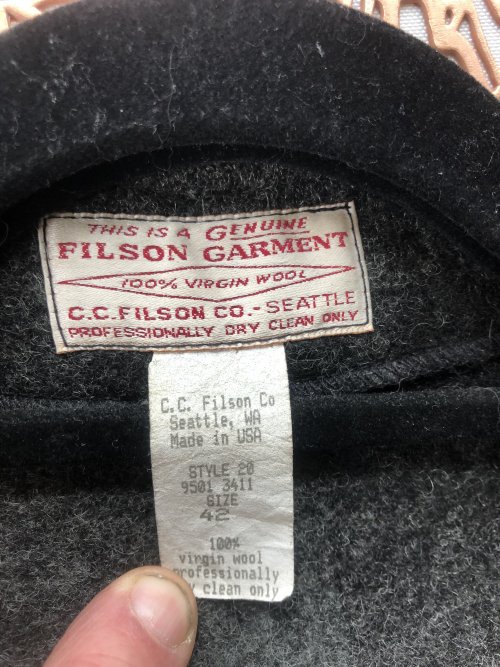 THIS IS A GENUINE
FILSON GARMENT
100% VIRGIN WOOL
C.C.FILSON CO.-SEATTLE
PROFESSIONALLY DRY CLEAN ONLY
C.C. Filson Co
Seattle, WA
Made in USA
STYLE 20
9501 3411
SIZE
42
100%
virgin wool
professionally
clean only